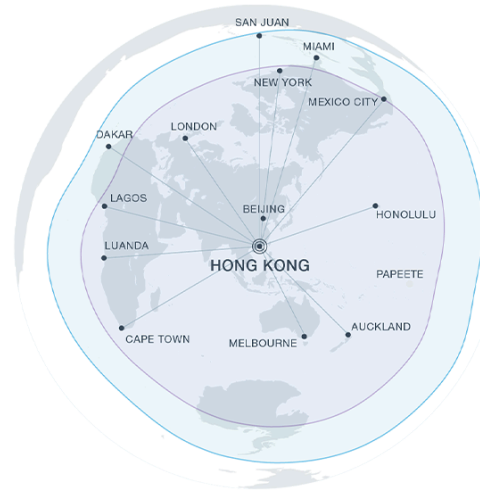 SAN JUAN
MIAMI
NEW YORK
MEXICO CITY
LONDON
DAKAR
LAGOS
BEIJING
HONOLULU
LUANDA
HONG KONG
PAPEETE
CAPE TOWN
MELBOURNE
AUCKLAND